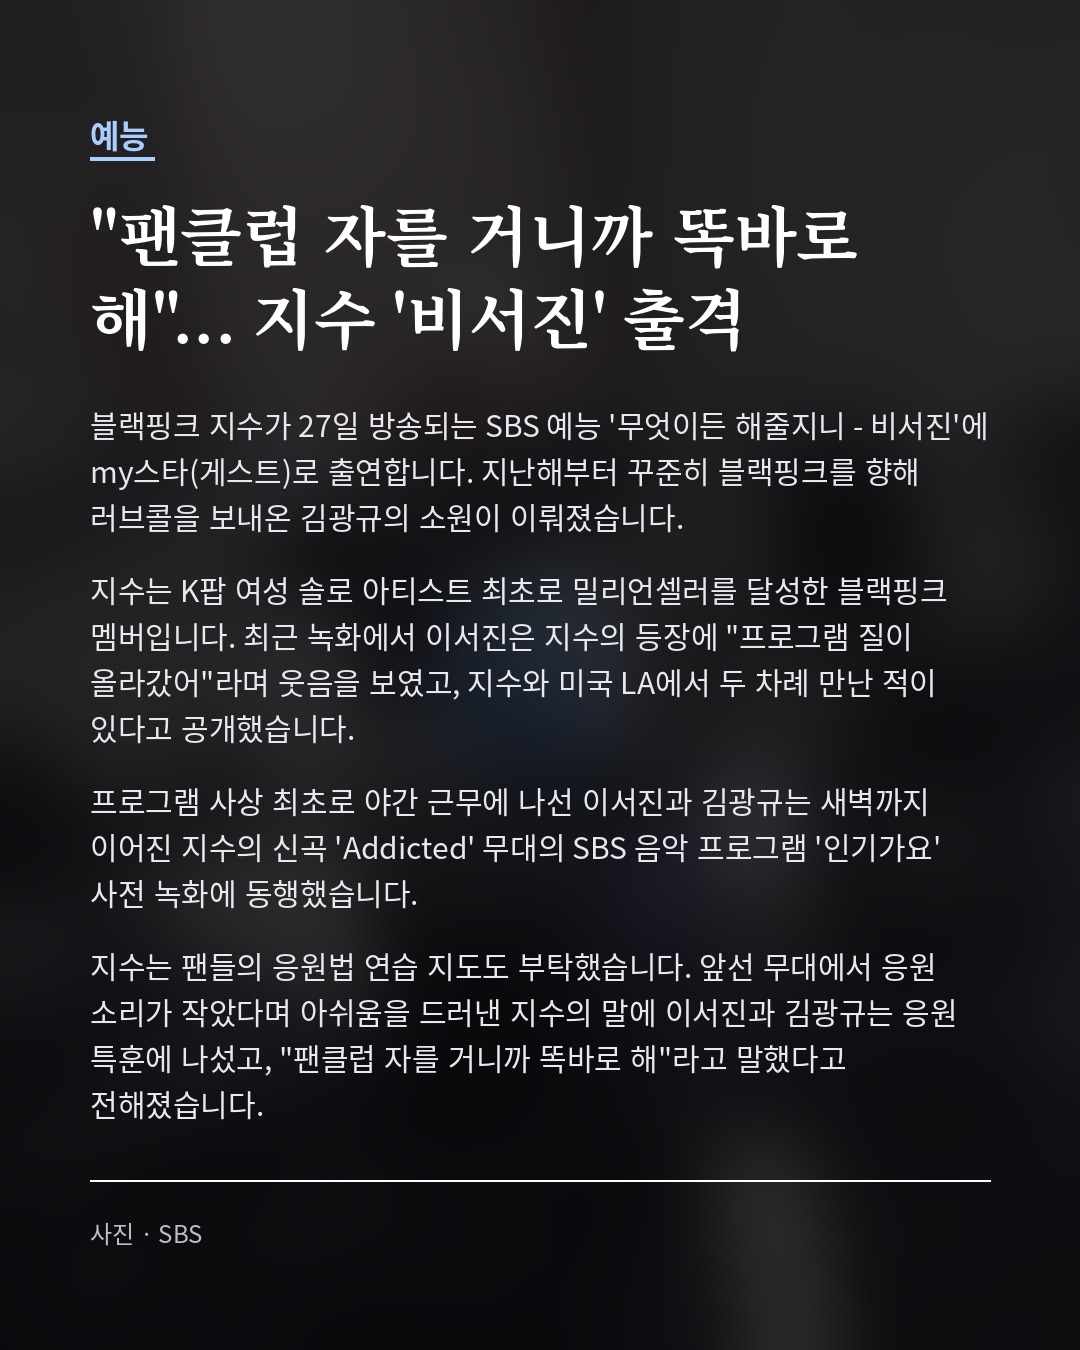 예능
"팬클럽 자를 거니까 똑바로
해"... 지수 '비서진' 출격
블랙핑크 지수가 27일 방송되는 SBS 예능 '무엇이든 해줄지니 - 비서진'에
my스타(게스트)로 출연합니다. 지난해부터 꾸준히 블랙핑크를 향해
러브콜을 보내온 김광규의 소원이 이뤄졌습니다.
지수는 K팝 여성 솔로 아티스트 최초로 밀리언셀러를 달성한 블랙핑크
멤버입니다. 최근 녹화에서 이서진은 지수의 등장에 "프로그램 질이
올라갔어"라며 웃음을 보였고, 지수와 미국 LA에서 두 차례 만난 적이
있다고 공개했습니다.
프로그램 사상 최초로 야간 근무에 나선 이서진과 김광규는 새벽까지
이어진 지수의 신곡 'Addicted' 무대의 SBS 음악 프로그램 '인기가요'
사전 녹화에 동행했습니다.
지수는 팬들의 응원법 연습 지도도 부탁했습니다. 앞선 무대에서 응원
소리가 작았다며 아쉬움을 드러낸 지수의 말에 이서진과 김광규는 응원
특훈에 나섰고, "팬클럽 자를 거니까 똑바로 해"라고 말했다고
전해졌습니다.
사진 · SBS